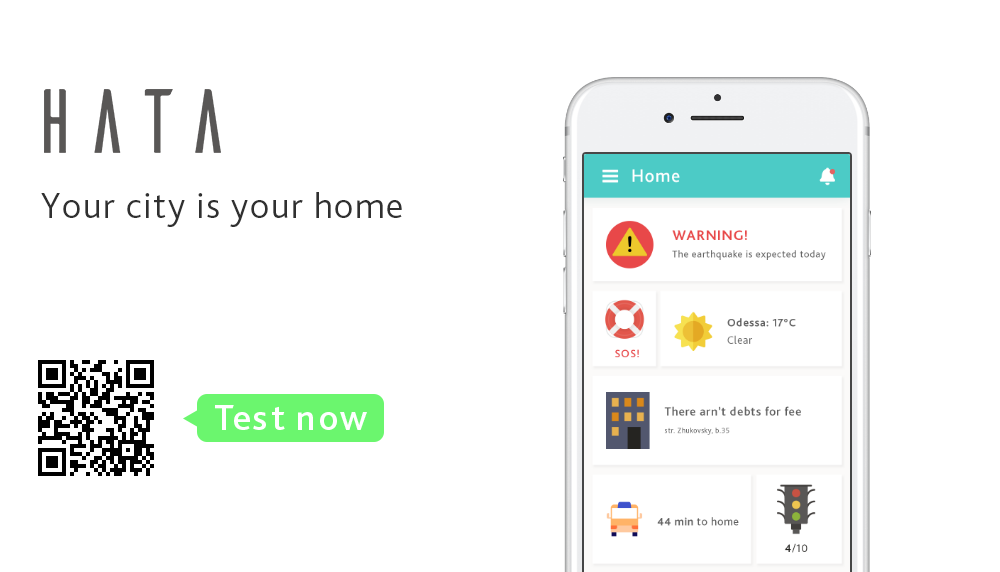 HATA
Your city is your home
Test now
Home
WARNING!
The earthquake is expected today
SOS!
Odessa: 17°C
Clear
There arn't debts for fee
str. Zhukovsky, b.35
44 min to home
4/10